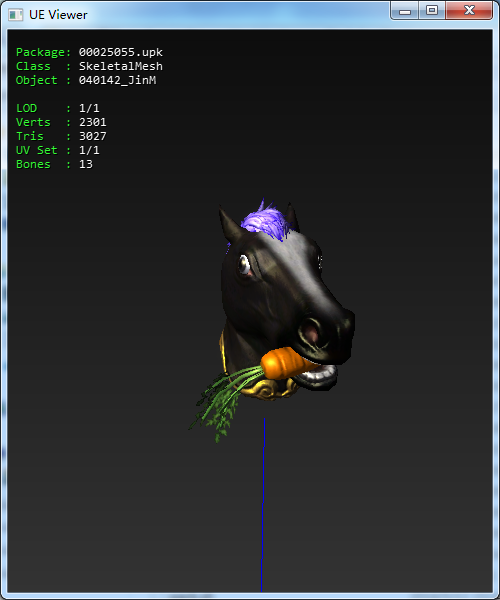 UE Viewer
Package: 00025055.upk
Class : SkeletalMesh
Object : 040142_JinM
LOD : 1/1
Verts : 2301
Tris : 3027
UV Set : 1/1
Bones : 13